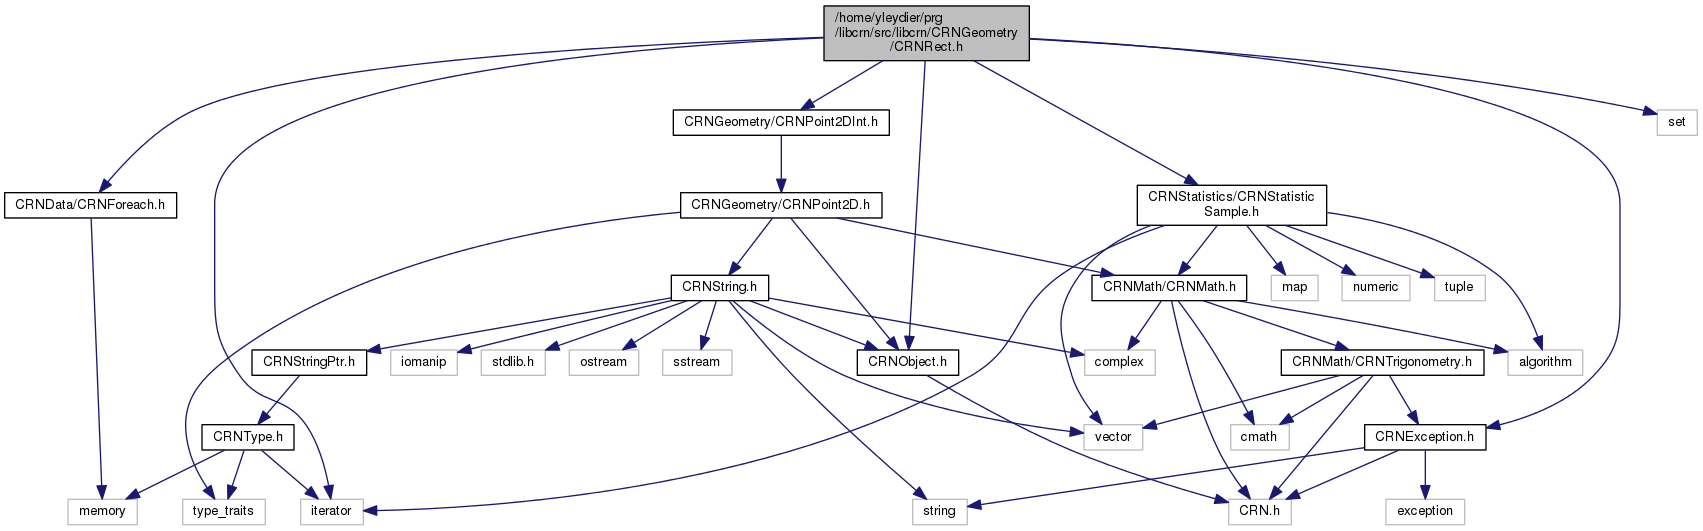 /home/yleydier/prg
/libcrn/src/libcrn/CRNGeometry
/CRNRect.h
CRNGeometry/CRNPoint2DInt.h
set
CRNData/CRNForeach.h
CRNGeometry/CRNPoint2D.h
CRNStatistics/CRNStatistic
Sample.h
CRNString.h
CRNMath/CRNMath.h
map
numeric
tuple
CRNStringPtr.h
iomanip
stdlib.h
ostream
sstream
CRNObject.h
complex
CRNMath/CRNTrigonometry.h
algorithm
CRNType.h
vector
cmath
CRNException.h
memory
type_traits
iterator
string
CRN.h
exception